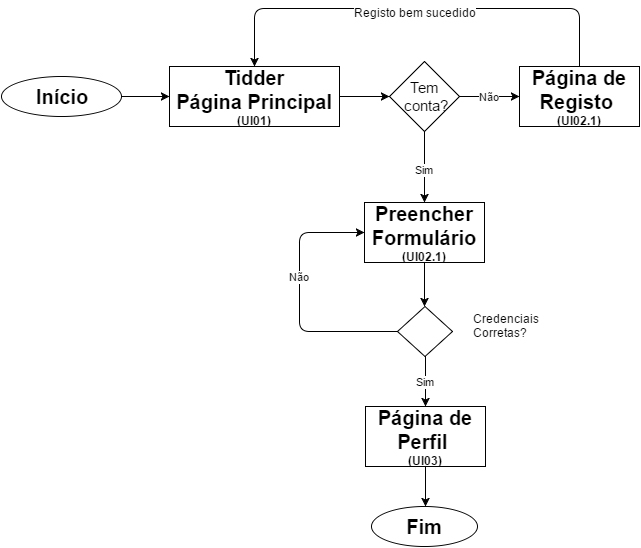 Registo bem sucedido
Início
Tidder
Página Principal
(UI01)
Tem
conta?
Não
Página de
Registo
(UI02.1)
Sim
Preencher
Formulário
(UI02.1)
Não
Credenciais
Corretas?
Sim
Página de
Perfil
(UI03)
Fim